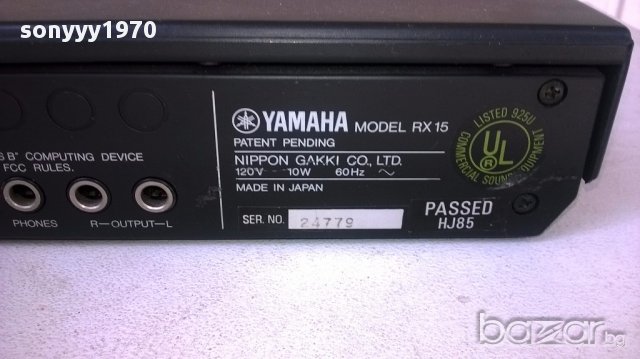 sonyyy1970
YAMAHA MODEL RX15
PATENT PENDING
NIPPON GAKKI CO., LTD.
120V 10W 60Hz ~
MADE IN JAPAN
SER. NO. 24779
PASSED
HJ85
LISTED 925U
UL
COMMERCIAL SOUND EQUIPMENT
S B" COMPUTING DEVICE
FCC RULES.
PHONES R-OUTPUT-L
bazar.bg